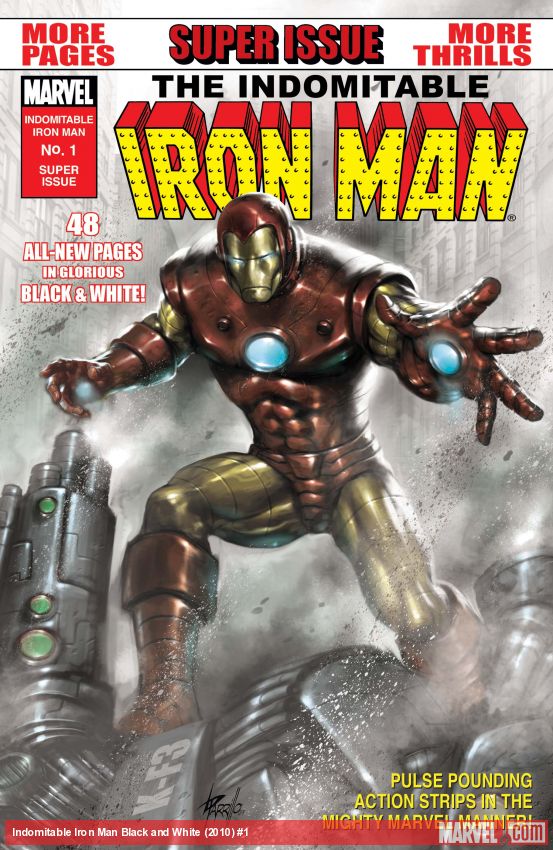 MORE PAGES
SUPER ISSUE
MORE THRILLS
MARVEL
INDOMITABLE
IRON MAN
No. 1
SUPER
ISSUE
THE INDOMITABLE
IRON MAN®
48
ALL-NEW PAGES
IN GLORIOUS
BLACK & WHITE!
X-F3
PULSE POUNDING
ACTION STRIPS IN THE
MIGHTY MARVEL MANNER!
Indomitable Iron Man Black and White (2010) #1
MARVEL.COM